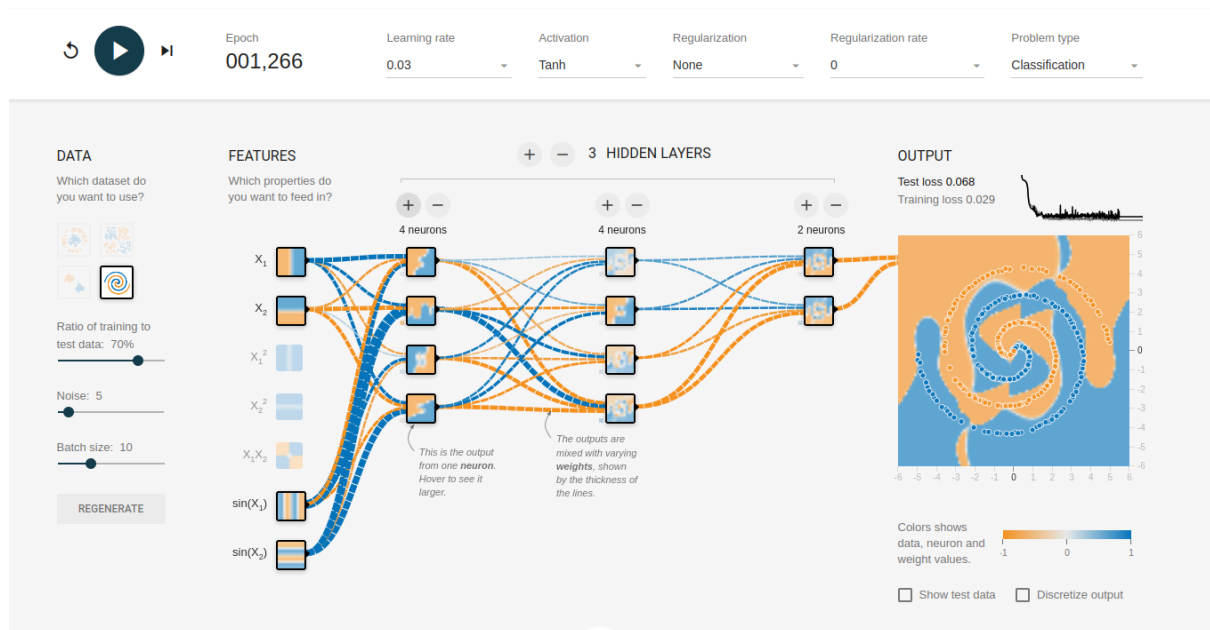 Epoch
001,266
Learning rate
0.03
Activation
Tanh
Regularization
None
Regularization rate
0
Problem type
Classification
DATA
Which dataset do
you want to use?
Ratio of training to
test data: 70%
Noise: 5
Batch size: 10
REGENERATE
FEATURES
Which properties do
you want to feed in?
X₁
X₂
X₁²
X₂²
X₁X₂
sin(X₁)
sin(X₂)
+ − 3 HIDDEN LAYERS
+ −
4 neurons
+ −
4 neurons
+ −
2 neurons
This is the output
from one neuron.
Hover to see it
larger.
The outputs are
mixed with varying
weights, shown
by the thickness of
the lines.
OUTPUT
Test loss 0.068
Training loss 0.029
6
5
4
3
2
1
0
-1
-2
-3
-4
-5
-6
-6 -5 -4 -3 -2 -1 0 1 2 3 4 5 6
Colors shows
data, neuron and
weight values.
-1 0 1
Show test data
Discretize output